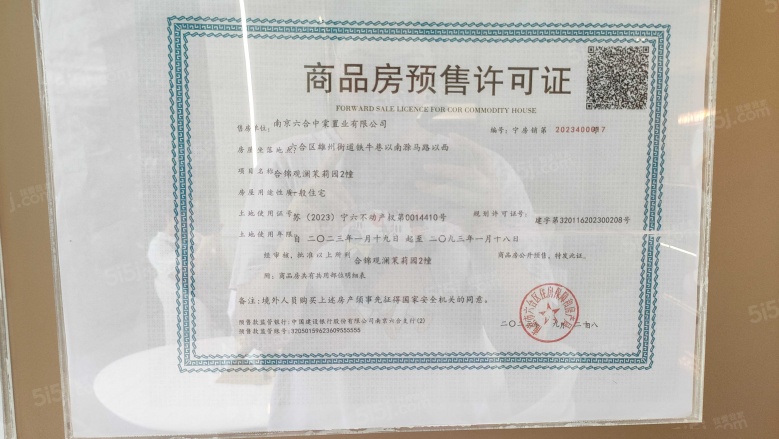 商品房预售许可证
FORWARD SALE LICENCE FOR COR COMMODITY HOUSE
售房单位: 南京六合中棠置业有限公司
编号: 宁房销第 2023400
房屋坐落地点: 六合区雄州街道铁牛巷以南滁马路以西
项目名称 合锦观澜茉莉园2幢
房屋用途性质 住宅
土地使用证号 苏(2023)宁六不动产权第0014410号
规划许可证号: 建字第320116202300208号
土地使用年限 自 二〇二三年一月十九日 起至 二〇九三年一月十八日
经审核,批准以上所列 合锦观澜茉莉园2幢 商品房公开预售,特发此证。
附: 商品房共有共用部位明细表
备注: 境外人员购买上述房产须事先征得国家安全机关的同意。
预售款监管银行: 中国建设银行股份有限公司南京六合支行(2)
预售款监管账号: 32050159623609555555
二〇二 九月 二 八